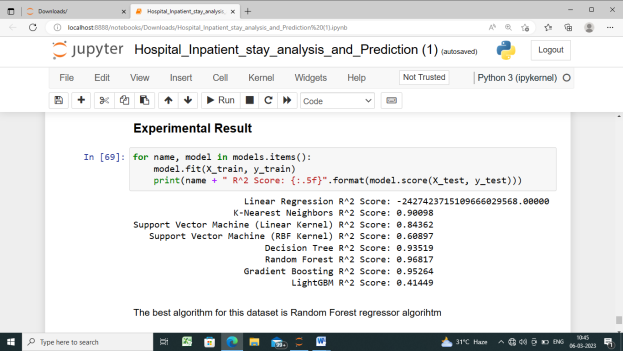 Downloads/
Hospital_Inpatient_stay_analysis_
localhost:8888/notebooks/Downloads/Hospital_Inpatient_stay_analysis_and_Prediction%20(1).ipynb
jupyter Hospital_Inpatient_stay_analysis_and_Prediction (1) (autosaved)
Logout
File Edit View Insert Cell Kernel Widgets Help Not Trusted Python 3 (ipykernel)
Run Code
Experimental Result
In [69]: for name, model in models.items():
model.fit(X_train, y_train)
print(name + " R^2 Score: {:.5f}".format(model.score(X_test, y_test)))
Linear Regression R^2 Score: -2427423715109666029568.00000
K-Nearest Neighbors R^2 Score: 0.90098
Support Vector Machine (Linear Kernel) R^2 Score: 0.84362
Support Vector Machine (RBF Kernel) R^2 Score: 0.60897
Decision Tree R^2 Score: 0.93519
Random Forest R^2 Score: 0.96817
Gradient Boosting R^2 Score: 0.95264
LightGBM R^2 Score: 0.41449
The best algorithm for this dataset is Random Forest regressor algorihtm
Type here to search
99+
31°C Haze
ENG
10:45
06-03-2023